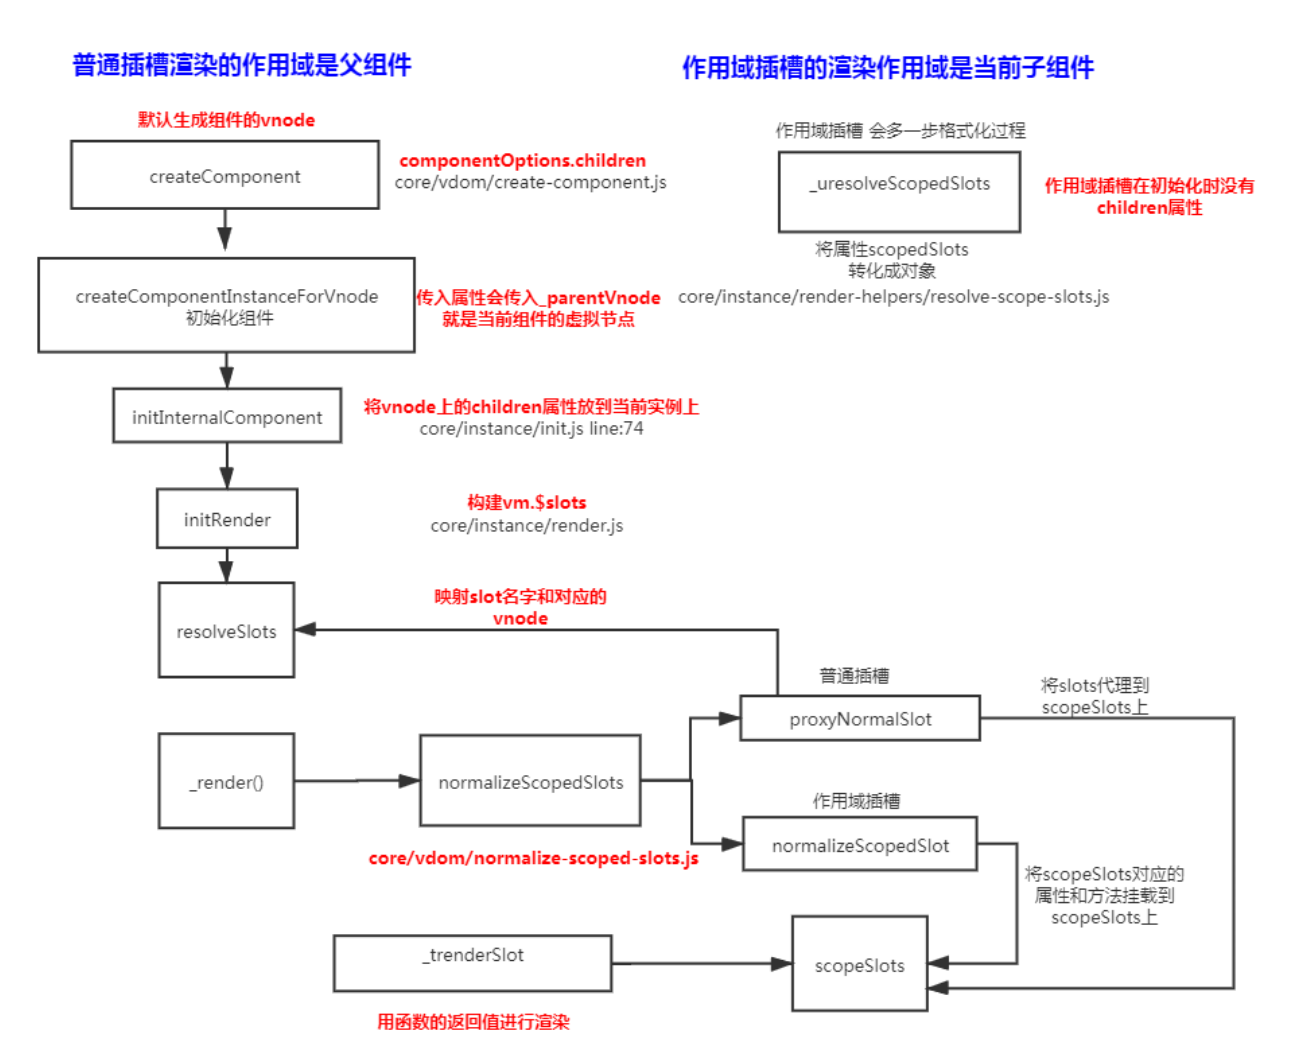 普通插槽渲染的作用域是父组件
作用域插槽的渲染作用域是当前子组件
默认生成组件的vnode
createComponent
componentOptions.children
core/vdom/create-component.js
作用域插槽 会多一步格式化过程
_uresolveScopedSlots
作用域插槽在初始化时没有
children属性
将属性scopedSlots
转化成对象
core/instance/render-helpers/resolve-scope-slots.js
createComponentInstanceForVnode
初始化组件
传入属性会传入_parentVnode
就是当前组件的虚拟节点
initInternalComponent
将vnode上的children属性放到当前实例上
core/instance/init.js line:74
initRender
构建vm.$slots
core/instance/render.js
resolveSlots
映射slot名字和对应的
vnode
普通插槽
proxyNormalSlot
将slots代理到
scopeSlots上
_render()
normalizeScopedSlots
core/vdom/normalize-scoped-slots.js
作用域插槽
normalizeScopedSlot
将scopeSlots对应的
属性和方法挂载到
scopeSlots上
_trenderSlot
scopeSlots
用函数的返回值进行渲染